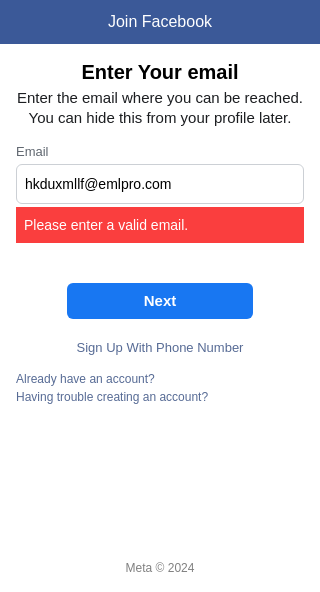 Join Facebook
Enter Your email
Enter the email where you can be reached.
You can hide this from your profile later.
Email
hkduxmllf@emlpro.com
Please enter a valid email.
Next
Sign Up With Phone Number
Already have an account?
Having trouble creating an account?
Meta © 2024